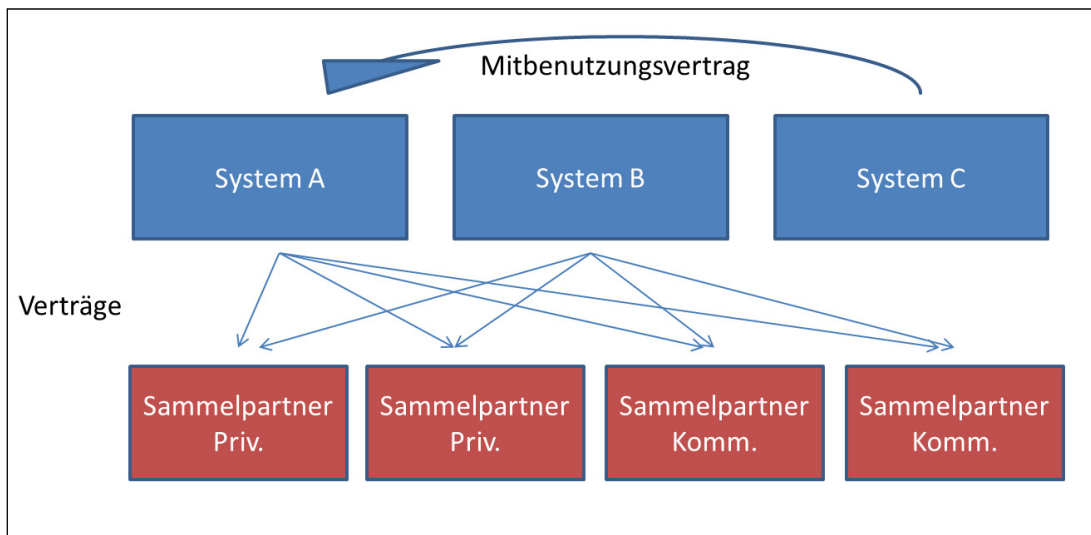 Mitbenutzungsvertrag
System A
System B
System C
Verträge
Sammelpartner
Priv.
Sammelpartner
Priv.
Sammelpartner
Komm.
Sammelpartner
Komm.